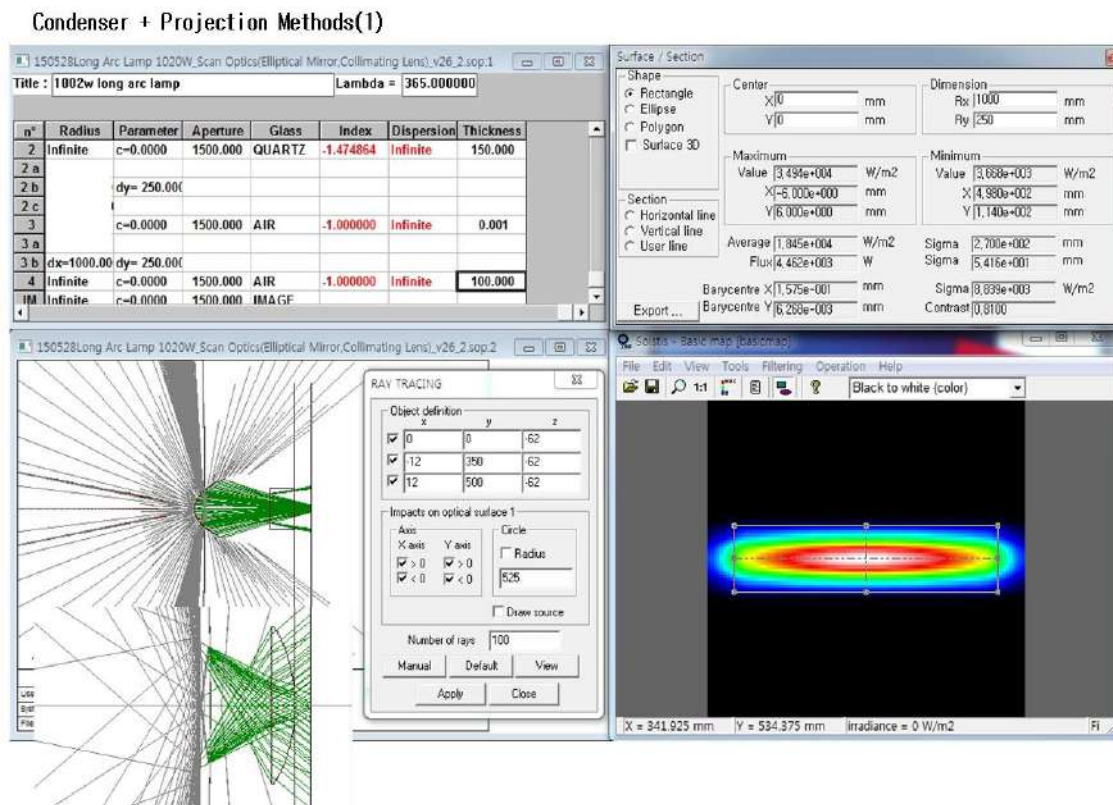 Condenser + Projection Methods(1)
150528Long Arc Lamp 1020W_Scan Optics(Elliptical Mirror,Collimating Lens)_v26_2.sop:1
Title : 1002w long arc lamp Lambda = 365.000000
n° Radius Parameter Aperture Glass Index Dispersion Thickness
2 Infinite c=0.0000 1500.000 QUARTZ -1.474864 Infinite 150.000
2 a
2 b dy= 250.000
2 c
3 c=0.0000 1500.000 AIR -1.000000 Infinite 0.001
3 a
3 b dx=1000.00 dy= 250.000
4 Infinite c=0.0000 1500.000 AIR -1.000000 Infinite 100.000
IM Infinite c=0.0000 1500.000 IMAGE
Surface / Section
Shape
Rectangle
Ellipse
Polygon
Surface 3D
Section
Horizontal line
Vertical line
User line
Export ...
Center
X 0 mm
Y 0 mm
Dimension
Rx 1000 mm
Ry 250 mm
Maximum
Value 3,494e+004 W/m2
X -6,000e+000 mm
Y 6,000e+000 mm
Minimum
Value 3,668e+003 W/m2
X 4,980e+002 mm
Y 1,140e+002 mm
Average 1,845e+004 W/m2
Sigma 2,700e+002 mm
Flux 4,462e+003 W
Sigma 5,416e+001 mm
Barycentre X 1,575e-001 mm
Sigma 8,839e+003 W/m2
Barycentre Y 6,268e-003 mm
Contrast 0,8100
150528Long Arc Lamp 1020W_Scan Optics(Elliptical Mirror,Collimating Lens)_v26_2.sop:2
Use
Syst
File
RAY TRACING
Object definition
x y z
0 0 -62
-12 350 -62
12 500 -62
Impacts on optical surface 1
Axis
X axis Y axis
> 0 > 0
< 0 < 0
Circle
Radius
525
Draw source
Number of rays 100
Manual Default View
Apply Close
Solstis - Basic map [basicmap]
File Edit View Tools Filtering Operation Help
1:1 Black to white (color)
X = 341.925 mm Y = 534.375 mm irradiance = 0 W/m2 Fi